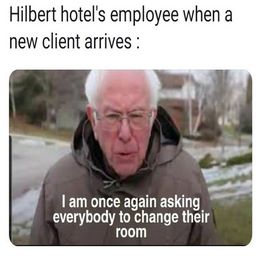 Hilbert hotel's employee when a
new client arrives :
I am once again asking
everybody to change their
room